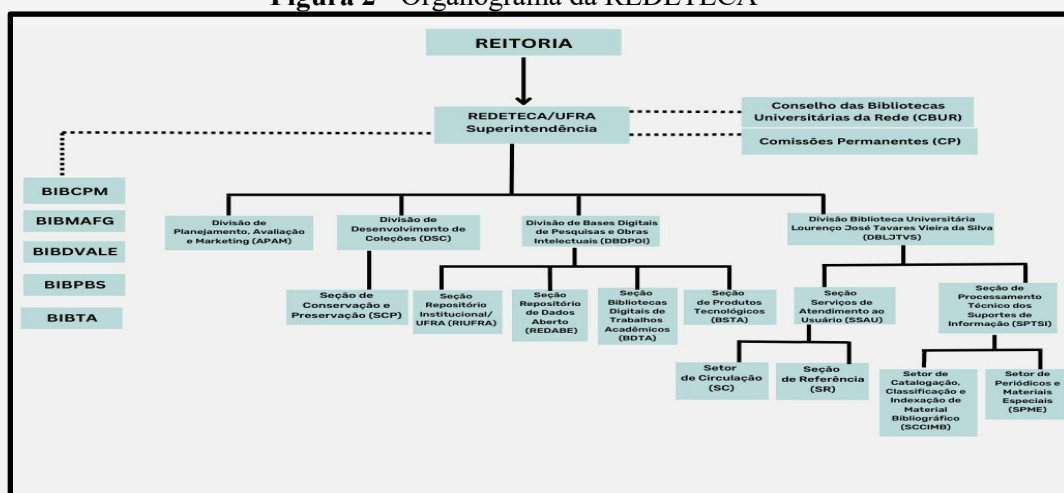 Figura 2 - Organograma da REDETECA
REITORIA
REDETECA/UFRA
Superintendência
Conselho das Bibliotecas
Universitárias da Rede (CBUR)
Comissões Permanentes (CP)
BIBCPM
BIBMAFG
BIBDVALE
BIBPBS
BIBTA
Divisão de
Planejamento, Avaliação
e Marketing (APAM)
Divisão de
Desenvolvimento de
Coleções (DSC)
Divisão de Bases Digitais
de Pesquisas e Obras
Intelectuais (DBDPOI)
Divisão Biblioteca Universitária
Lourenço José Tavares Vieira da Silva
(DBLJTVS)
Seção de
Conservação e
Preservação (SCP)
Seção
Repositório
Institucional/
UFRA (RIUFRA)
Seção
Repositório
de Dados
Aberto
(REDABE)
Seção
Bibliotecas
Digitais de
Trabalhos
Acadêmicos
(BDTA)
Seção
de Produtos
Tecnológicos
(BSTA)
Seção
Serviços de
Atendimento ao
Usuário (SSAU)
Seção de
Processamento
Técnico dos
Suportes de
Informação (SPTSI)
Setor
de Circulação
(SC)
Seção
de Referência
(SR)
Setor de
Catalogação,
Classificação e
Indexação de
Material
Bibliográfico
(SCCIMB)
Setor de
Periódicos e
Materiais
Especiais
(SPME)